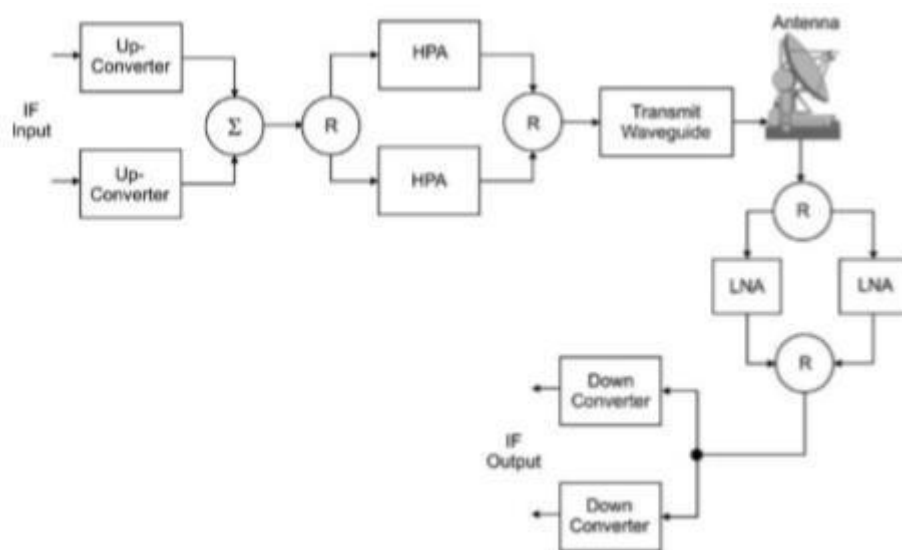 Antenna
Up-
Converter
HPA
IF
Input
Σ
R
R
Transmit
Waveguide
Up-
Converter
HPA
R
LNA
LNA
R
Down
Converter
IF
Output
Down
Converter